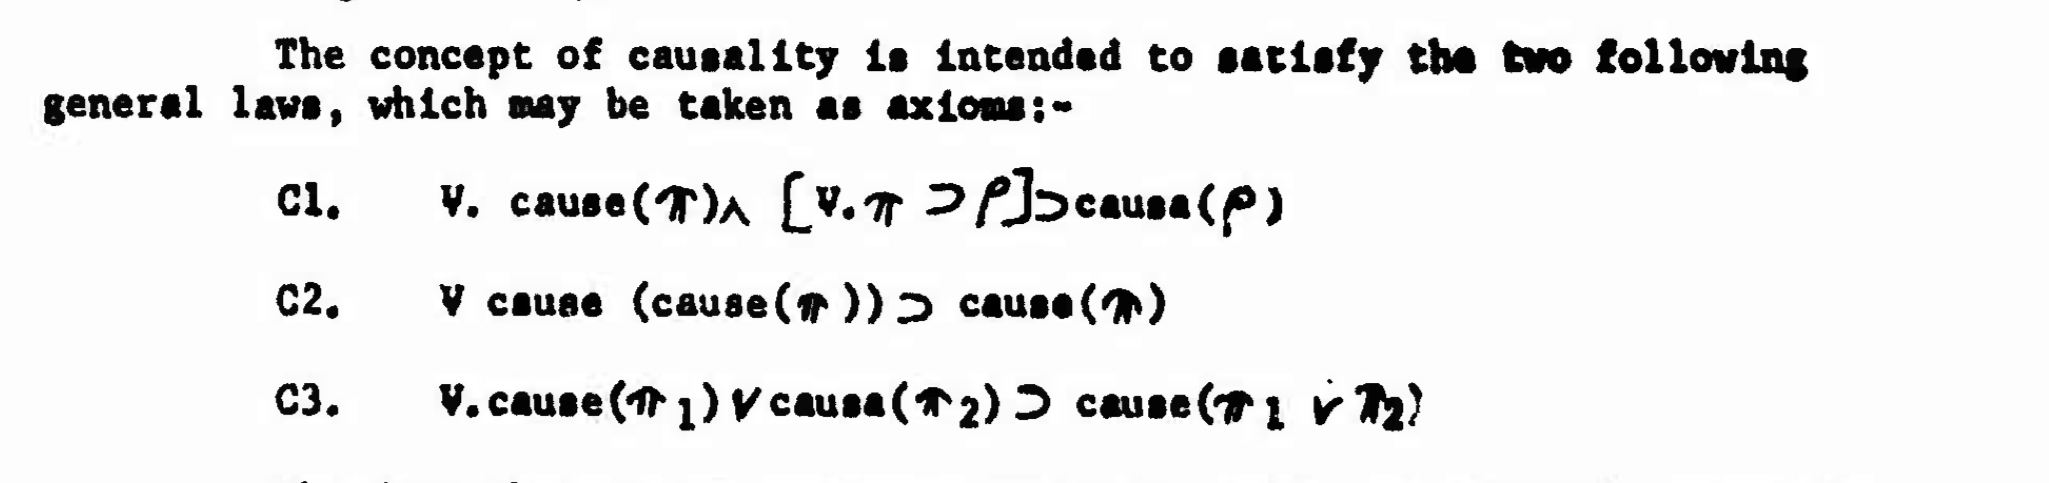 The concept of causality is intended to satisfy the two following
general laws, which may be taken as axioms:-
C1. ∀. cause(π)∧ [∀.π ⊃ ρ]⊃cause(ρ)
C2. ∀ cause (cause(π)) ⊃ cause(π)
C3. ∀.cause(π1) ∨ cause(π2) ⊃ cause(π1 ∨ π2)